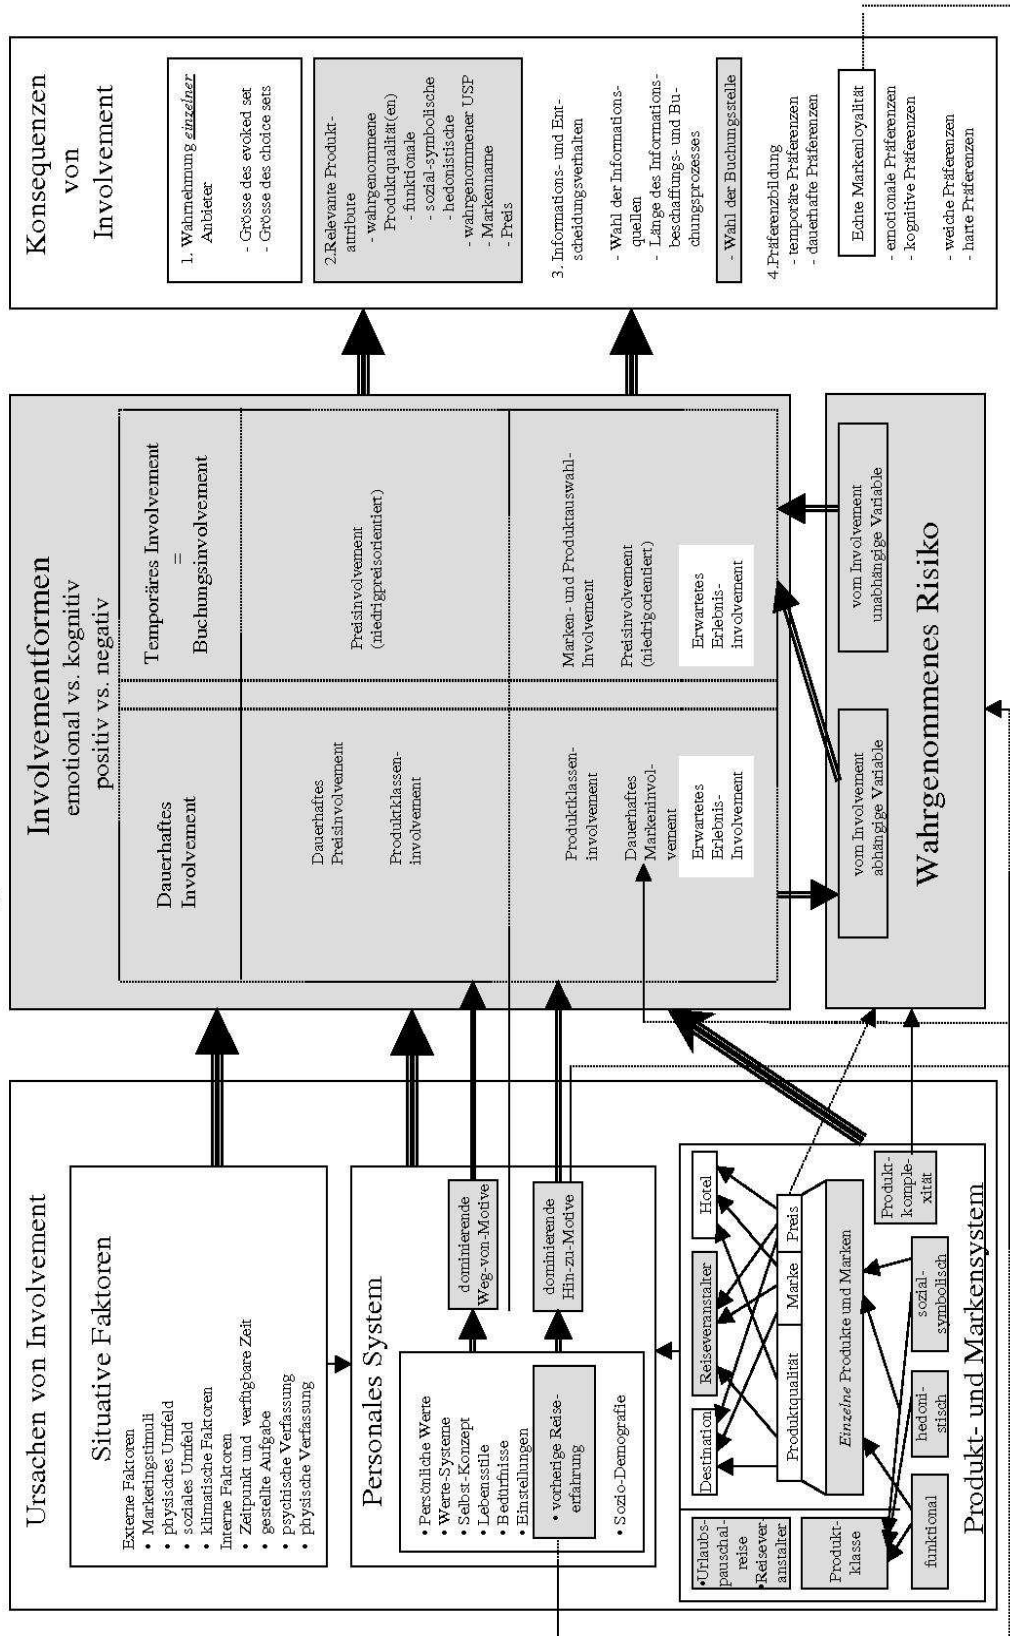 Ursachen von Involvement
Situative Faktoren
Externe Faktoren
• Marketingstimuli
• physisches Umfeld
• soziales Umfeld
• klimatische Faktoren
Interne Faktoren
• Zeitpunkt und verfügbare Zeit
• gestellte Aufgabe
• psychische Verfassung
• physische Verfassung
Personales System
• Persönliche Werte
• Werte-Systeme
• Selbst-Konzept
• Lebensstile
• Bedürfnisse
• Einstellungen
• vorherige Reise-
erfahrung
• Sozio-Demografie
dominierende
Weg-von-Motive
dominierende
Hin-zu-Motive
•Urlaubs-
pauschal-
reise
•Reisever-
anstalter
Destination
Reiseveranstalter
Hotel
Produktqualität
Marke
Preis
Einzelne Produkte und Marken
Produkt-
klasse
Produkt-
komple-
xität
funktional
hedoni-
stisch
sozial-
symbolisch
Produkt- und Markensystem
Involvementformen
emotional vs. kognitiv
positiv vs. negativ
Dauerhaftes
Involvement
Temporäres Involvement
=
Buchungsinvolvement
Dauerhaftes
Preisinvolvement
Produktklassen-
involvement
Preisinvolvement
(niedrigpreisorientiert)
Produktklassen-
involvement
Dauerhaftes
Markeninvol-
vement
Erwartetes
Erlebnis-
Involvement
Marken- und Produktauswahl-
Involvement
Preisinvolvement
(niedrigorientiert)
Erwartetes
Erlebnis-
involvement
vom Involvement
abhängige Variable
vom Involvement
unabhängige Variable
Wahrgenommenes Risiko
Konsequenzen
von
Involvement
1. Wahrnehmung einzelner
Anbieter
- Grösse des evoked set
- Grösse des choice sets
2.Relevante Produkt-
attribute
- wahrgenommene
Produktqualität(en)
- funktionale
- sozial-symbolische
- hedonistische
- wahrgenommener USP
- Markenname
- Preis
3. Informations- und Ent-
scheidungsverhalten
- Wahl der Informations-
quellen
- Länge des Informations-
beschaffungs- und Bu-
chungsprozesses
- Wahl der Buchungsstelle
4.Präferenzbildung
- temporäre Präferenzen
- dauerhafte Präferenzen
Echte Markenloyalität
- emotionale Präferenzen
- kognitive Präferenzen
- weiche Präferenzen
- harte Präferenzen